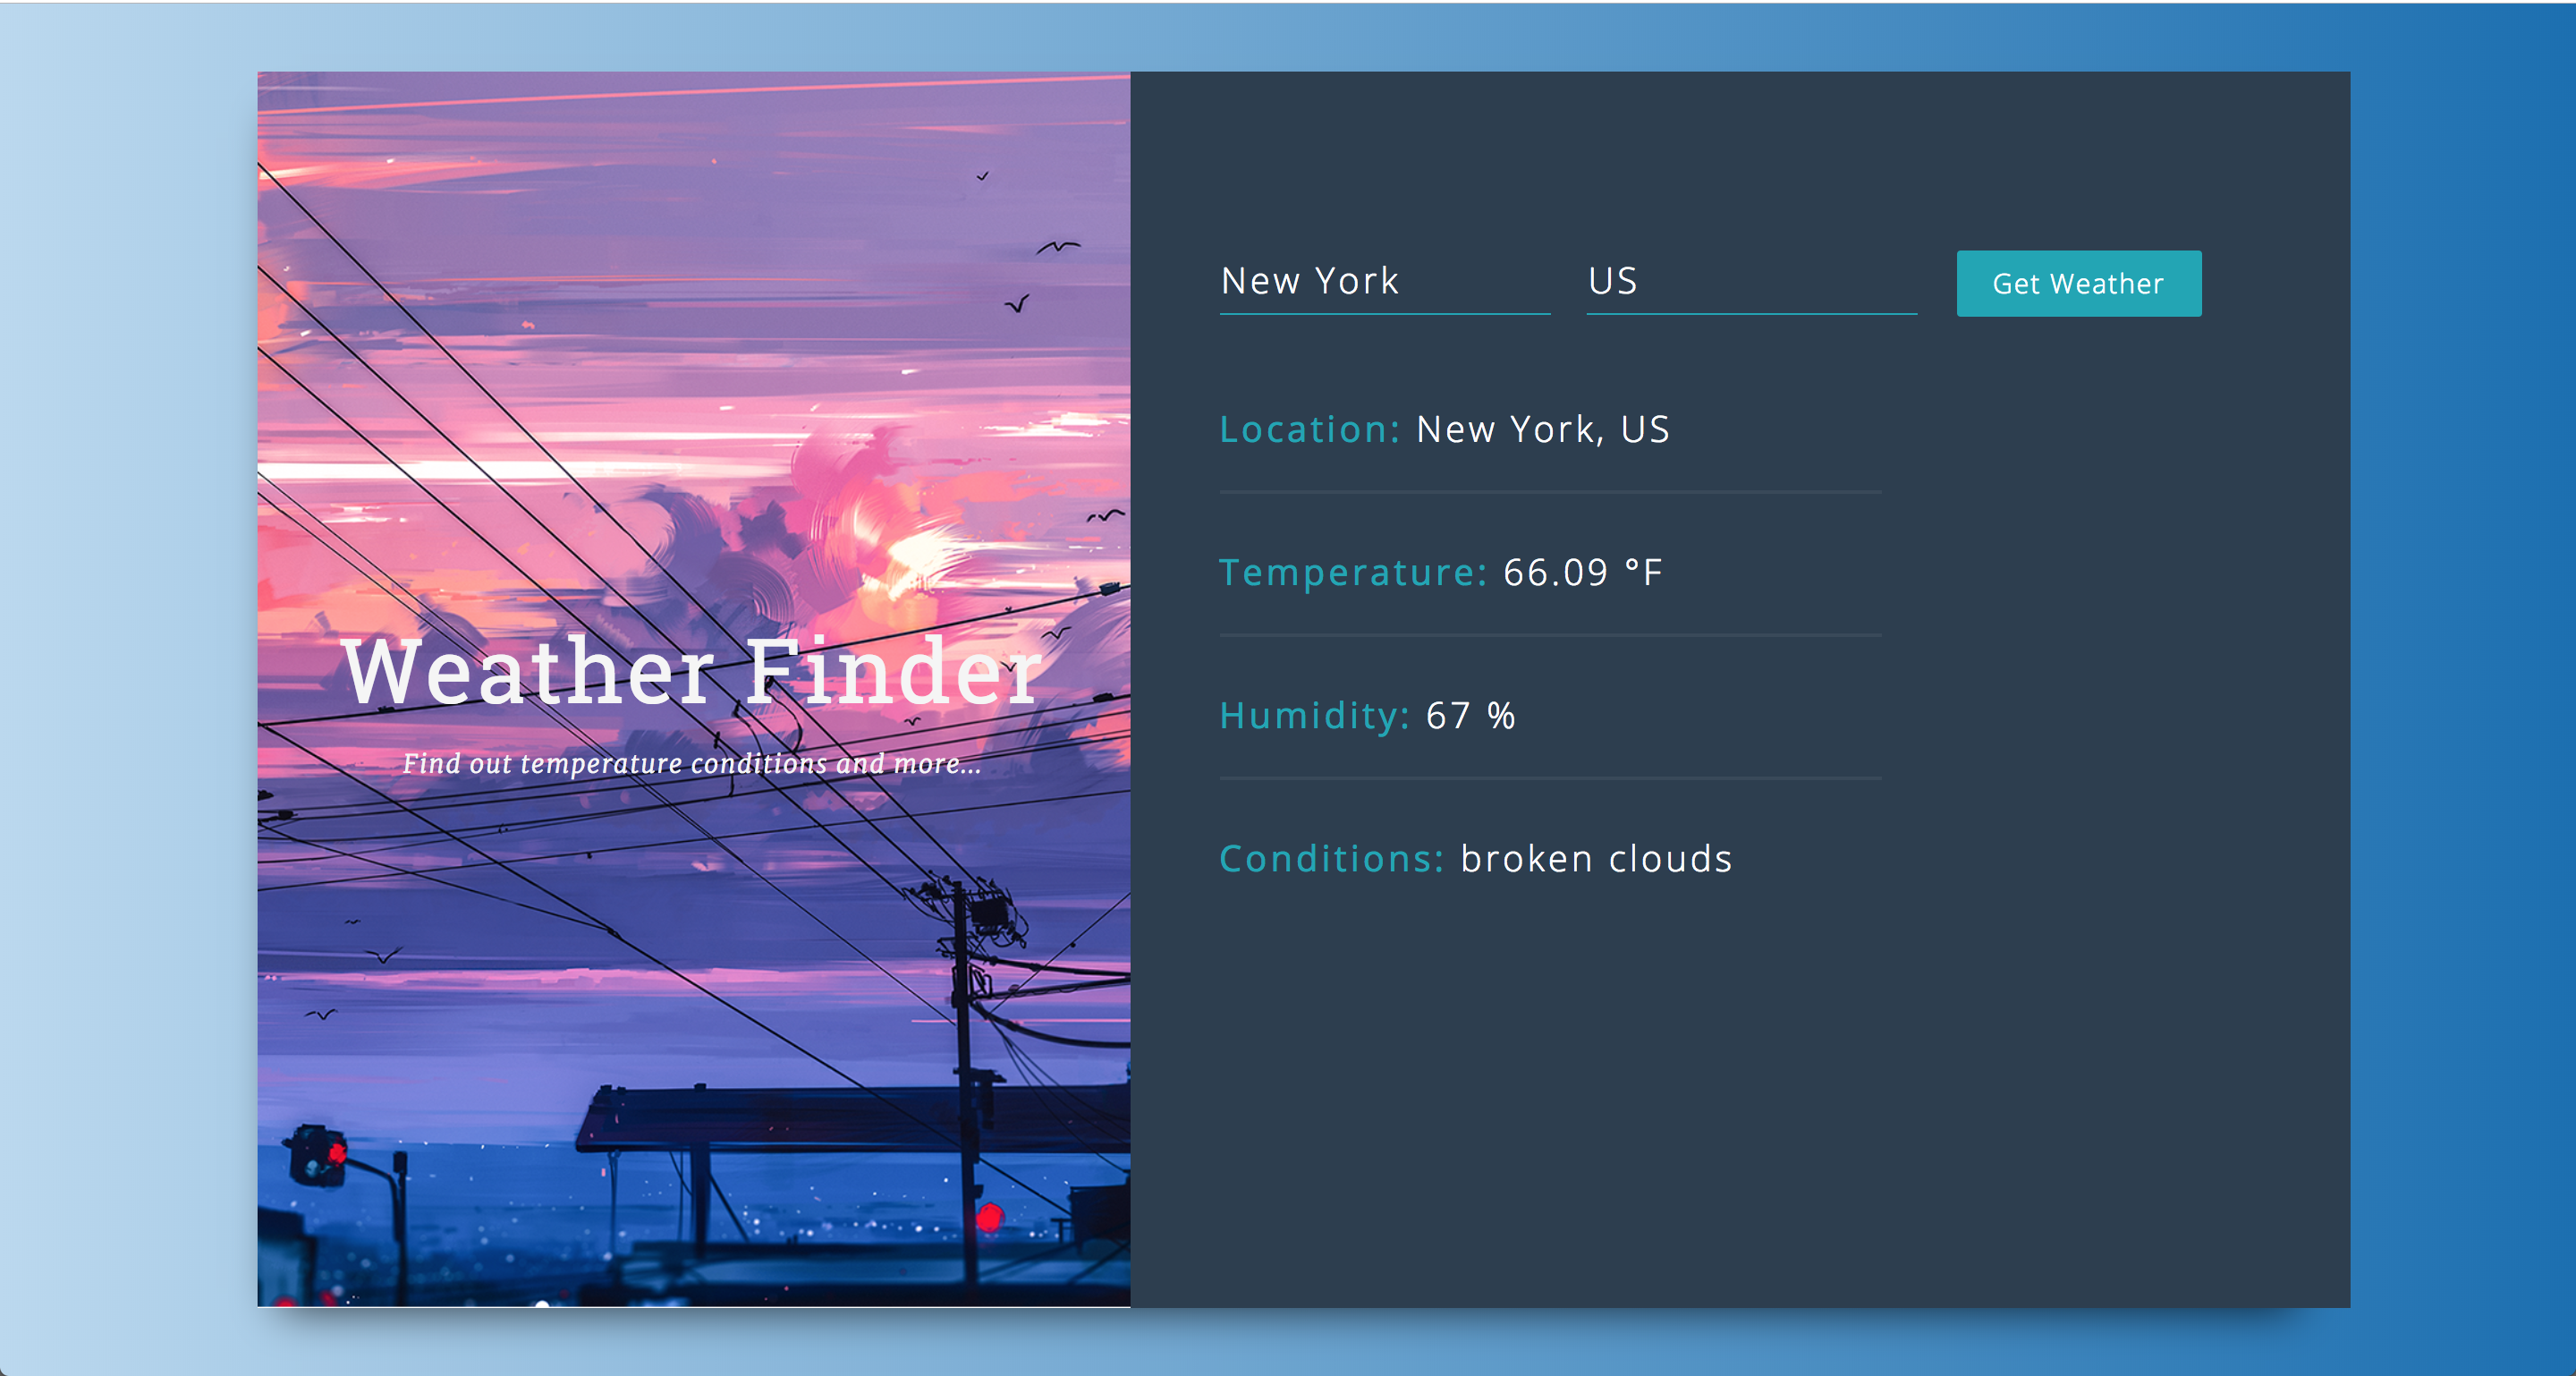 Weather Finder
Find out temperature conditions and more...
New York
US
Get Weather
Location: New York, US
Temperature: 66.09 °F
Humidity: 67 %
Conditions: broken clouds